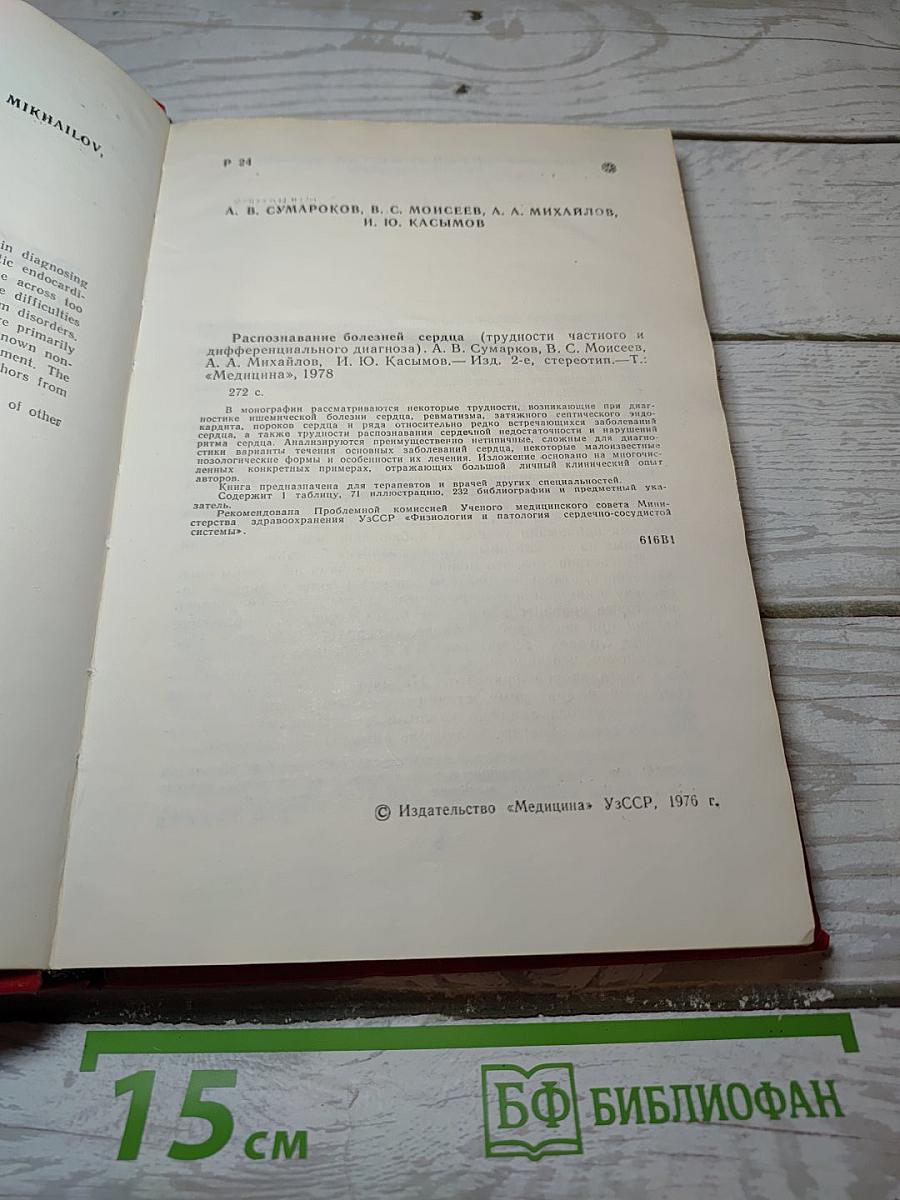 MIKHAILOV,
in diagnosing
ic endocardi-
e across too
e difficulties
m disorders.
re primarily
nown non-
ment. The
hors from
of other
Р 24
А. В. СУМАРОКОВ, В. С. МОИСЕЕВ, А. А. МИХАЙЛОВ,
И. Ю. КАСЫМОВ
Распознавание болезней сердца (трудности частного и
дифференциального диагноза). А. В. Сумарков, В. С. Моисеев,
А. А. Михайлов, И. Ю. Касымов.— Изд. 2-е, стереотип.—Т.:
«Медицина», 1978
272 с.
В монографии рассматриваются некоторые трудности, возникающие при диаг-
ностике ишемической болезни сердца, ревматизма, затяжного септического эндо-
кардита, пороков сердца и ряда относительно редко встречающихся заболеваний
сердца, а также трудности распознавания сердечной недостаточности и нарушений
ритма сердца. Анализируются преимущественно нетипичные, сложные для диагно-
стики варианты течения основных заболеваний сердца, некоторые малоизвестные
нозологические формы и особенности их лечения. Изложение основано на многочис-
ленных конкретных примерах, отражающих большой личный клинический опыт
авторов.
Книга предназначена для терапевтов и врачей других специальностей.
Содержит 1 таблицу, 71 иллюстрацию, 232 библиографии и предметный ука-
затель.
Рекомендована Проблемной комиссией Ученого медицинского совета Мини-
стерства здравоохранения УзССР «Физиология и патология сердечно-сосудистой
системы».
616В1
© Издательство «Медицина» УзССР, 1976 г.
15 см
БФ БИБЛИОФАН